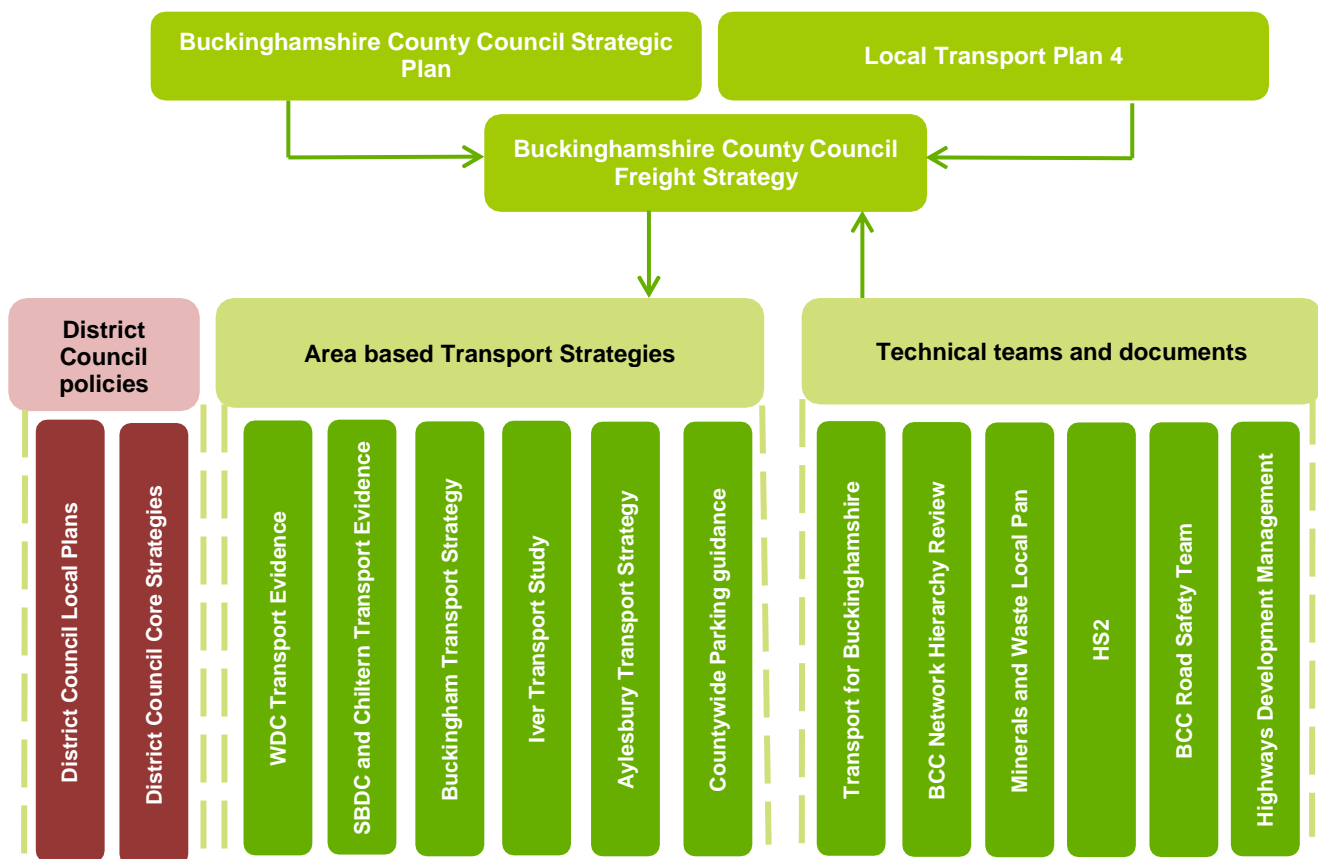 Buckinghamshire County Council Strategic
Plan
Local Transport Plan 4
Buckinghamshire County Council
Freight Strategy
District
Council
policies
Area based Transport Strategies
Technical teams and documents
District Council Local Plans
District Council Core Strategies
WDC Transport Evidence
SBDC and Chiltern Transport Evidence
Buckingham Transport Strategy
Iver Transport Study
Aylesbury Transport Strategy
Countywide Parking guidance
Transport for Buckinghamshire
BCC Network Hierarchy Review
Minerals and Waste Local Pan
HS2
BCC Road Safety Team
Highways Development Management